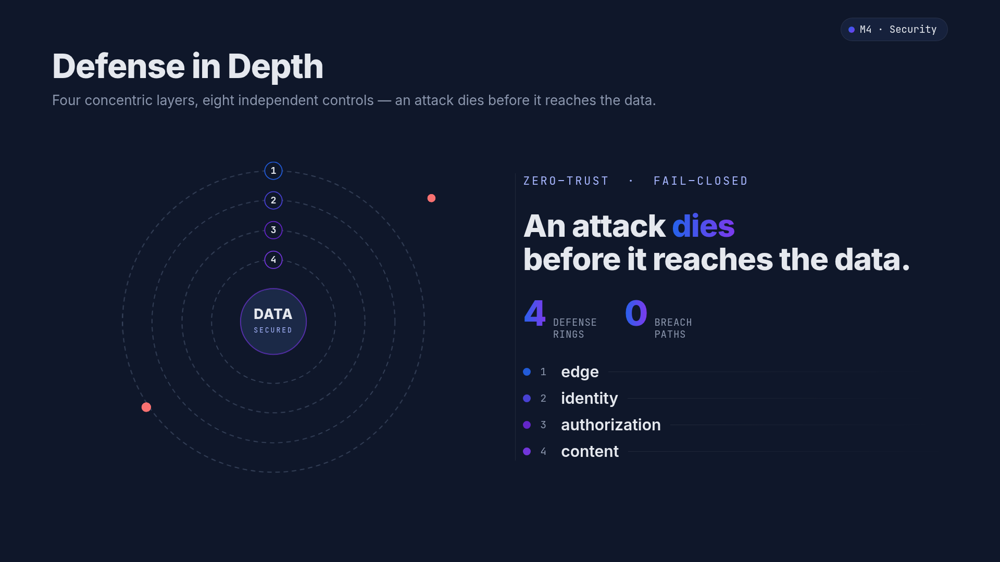 M4 · Security
Defense in Depth
Four concentric layers, eight independent controls — an attack dies before it reaches the data.
1
2
3
4
DATA
SECURED
ZERO-TRUST · FAIL-CLOSED
An attack dies
before it reaches the data.
4 DEFENSE RINGS
0 BREACH PATHS
1 edge
2 identity
3 authorization
4 content